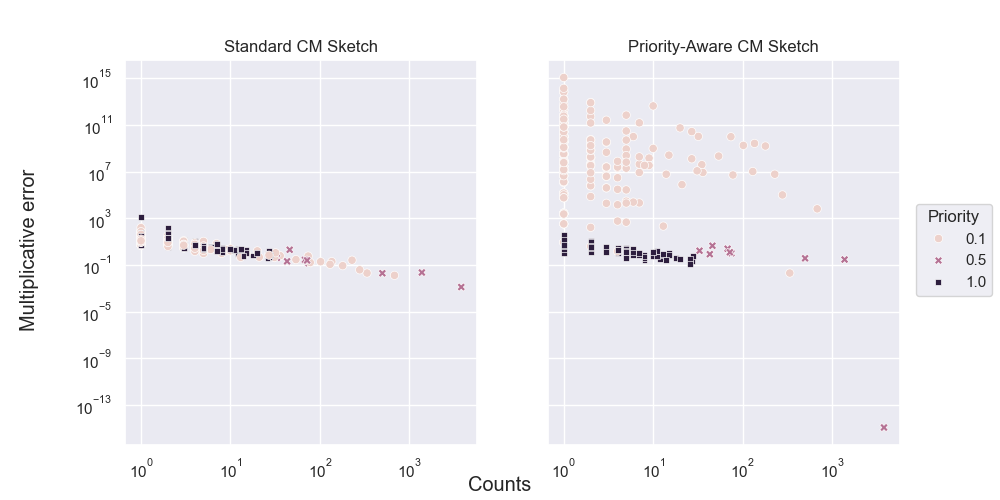 Standard CM Sketch
Priority-Aware CM Sketch
Multiplicative error
10^15
10^11
10^7
10^3
10^−1
10^−5
10^−9
10^−13
10^0 10^1 10^2 10^3
10^0 10^1 10^2 10^3
Counts
Priority
0.1
0.5
1.0